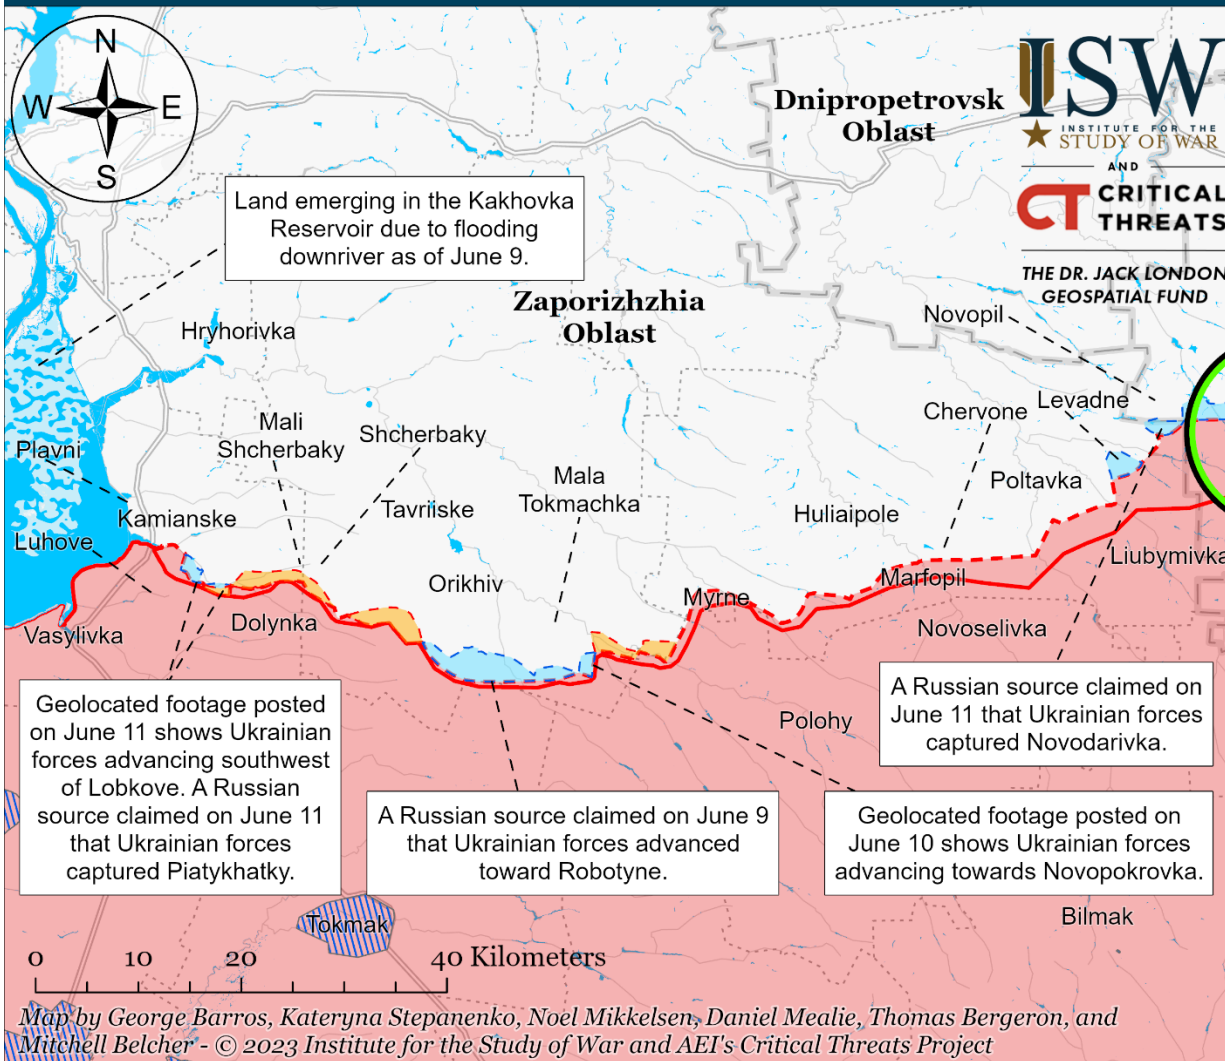 N
W
E
S
Dnipropetrovsk
Oblast
ISW
INSTITUTE FOR THE
STUDY OF WAR
AND
CT CRITICAL
THREATS
THE DR. JACK LONDON
GEOSPATIAL FUND
Land emerging in the Kakhovka
Reservoir due to flooding
downriver as of June 9.
Zaporizhzhia
Oblast
Novopil
Hryhorivka
Mali
Shcherbaky
Shcherbaky
Chervone
Levadne
Plavni
Mala
Tokmachka
Poltavka
Tavriiske
Kamianske
Huliaipole
Luhove
Liubymivka
Orikhiv
Marfopil
Myrne
Vasylivka
Dolynka
Novoselivka
Polohy
Geolocated footage posted
on June 11 shows Ukrainian
forces advancing southwest
of Lobkove. A Russian
source claimed on June 11
that Ukrainian forces
captured Piatykhatky.
A Russian source claimed on June 9
that Ukrainian forces advanced
toward Robotyne.
A Russian source claimed on
June 11 that Ukrainian forces
captured Novodarivka.
Geolocated footage posted on
June 10 shows Ukrainian forces
advancing towards Novopokrovka.
Tokmak
Bilmak
0 10 20 40 Kilometers
Map by George Barros, Kateryna Stepanenko, Noel Mikkelsen, Daniel Mealie, Thomas Bergeron, and
Mitchell Belcher - © 2023 Institute for the Study of War and AEI's Critical Threats Project